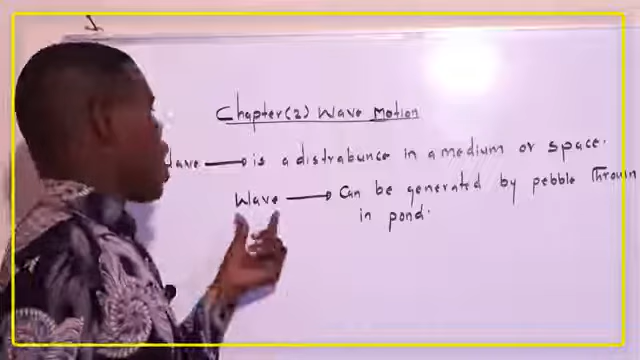 Chapter(2) Wave Motion
Wave → is a distrabunce in a medium or space.
Wave → Can be generated by pebble Thrown
in pond.